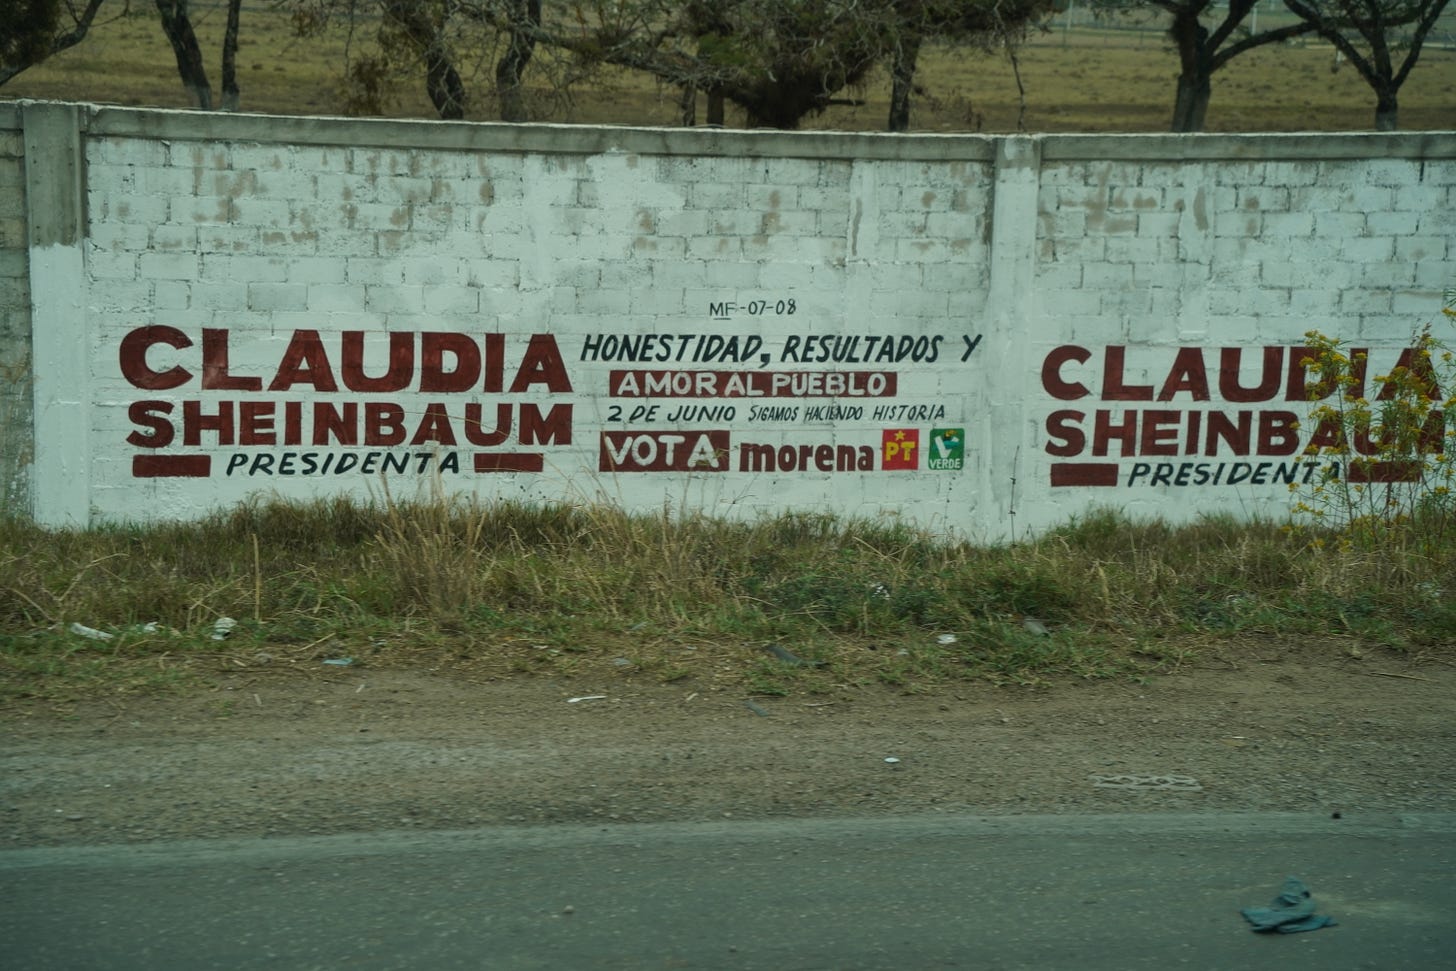 CLAUDIA
SHEINBAUM
PRESIDENTA
MF-07-08
HONESTIDAD, RESULTADOS Y
AMOR AL PUEBLO
2 DE JUNIO SIGAMOS HACIENDO HISTORIA
VOTA morena PT VERDE
CLAUDIA
SHEINBAUM
PRESIDENTA